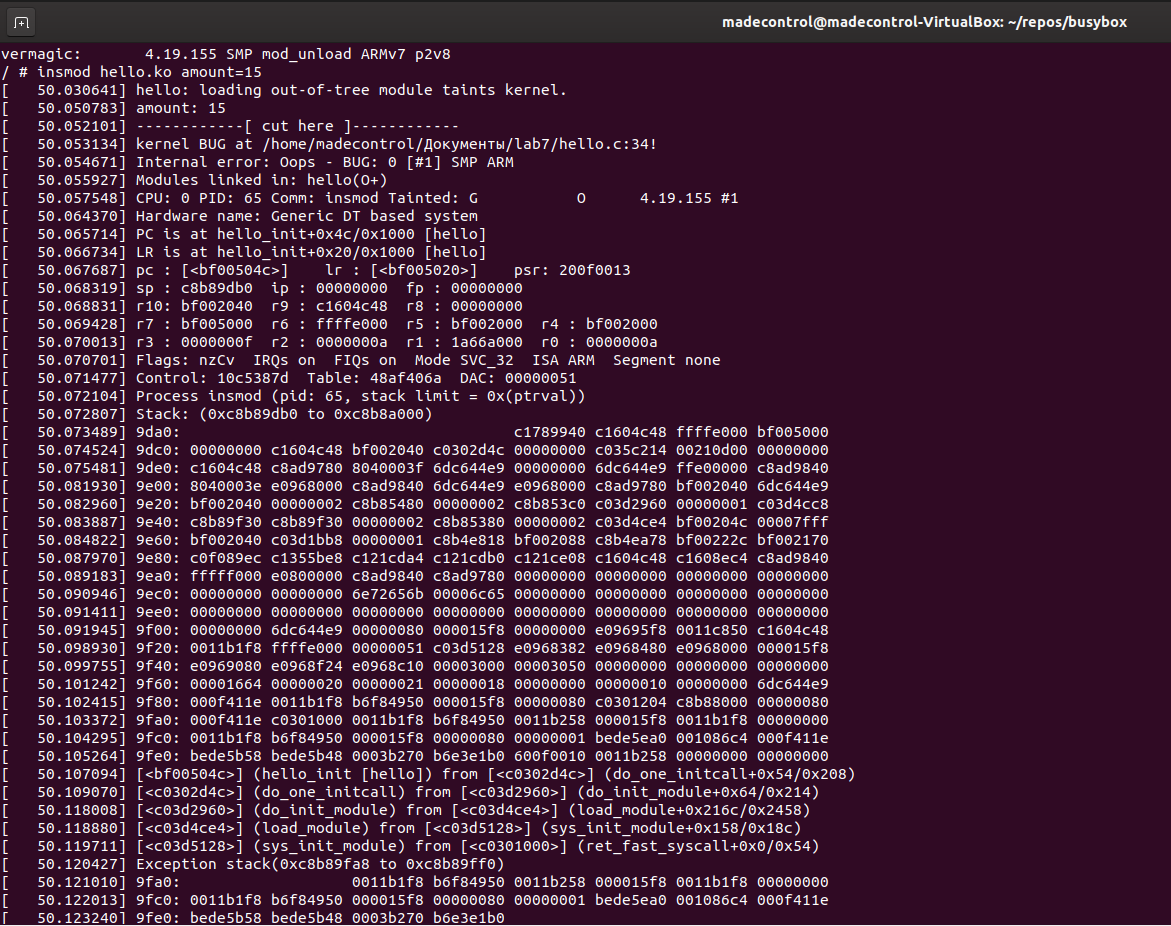 madecontrol@madecontrol-VirtualBox: ~/repos/busybox
vermagic:       4.19.155 SMP mod_unload ARMv7 p2v8
/ # insmod hello.ko amount=15
[   50.030641] hello: loading out-of-tree module taints kernel.
[   50.050783] amount: 15
[   50.052101] ------------[ cut here ]------------
[   50.053134] kernel BUG at /home/madecontrol/Документы/lab7/hello.c:34!
[   50.054671] Internal error: Oops - BUG: 0 [#1] SMP ARM
[   50.055927] Modules linked in: hello(O+)
[   50.057548] CPU: 0 PID: 65 Comm: insmod Tainted: G           O      4.19.155 #1
[   50.064370] Hardware name: Generic DT based system
[   50.065714] PC is at hello_init+0x4c/0x1000 [hello]
[   50.066734] LR is at hello_init+0x20/0x1000 [hello]
[   50.067687] pc : [<bf00504c>]    lr : [<bf005020>]    psr: 200f0013
[   50.068319] sp : c8b89db0  ip : 00000000  fp : 00000000
[   50.068831] r10: bf002040  r9 : c1604c48  r8 : 00000000
[   50.069428] r7 : bf005000  r6 : ffffe000  r5 : bf002000  r4 : bf002000
[   50.070013] r3 : 0000000f  r2 : 0000000a  r1 : 1a66a000  r0 : 0000000a
[   50.070701] Flags: nzCv  IRQs on  FIQs on  Mode SVC_32  ISA ARM  Segment none
[   50.071477] Control: 10c5387d  Table: 48af406a  DAC: 00000051
[   50.072104] Process insmod (pid: 65, stack limit = 0x(ptrval))
[   50.072807] Stack: (0xc8b89db0 to 0xc8b8a000)
[   50.073489] 9da0:                                     c1789940 c1604c48 ffffe000 bf005000
[   50.074524] 9dc0: 00000000 c1604c48 bf002040 c0302d4c 00000000 c035c214 00210d00 00000000
[   50.075481] 9de0: c1604c48 c8ad9780 8040003f 6dc644e9 00000000 6dc644e9 ffe00000 c8ad9840
[   50.081930] 9e00: 8040003e e0968000 c8ad9840 6dc644e9 e0968000 c8ad9780 bf002040 6dc644e9
[   50.082960] 9e20: bf002040 00000002 c8b85480 00000002 c8b853c0 c03d2960 00000001 c03d4cc8
[   50.083887] 9e40: c8b89f30 c8b89f30 00000002 c8b85380 00000002 c03d4ce4 bf00204c 00007fff
[   50.084822] 9e60: bf002040 c03d1bb8 00000001 c8b4e818 bf002088 c8b4ea78 bf00222c bf002170
[   50.087970] 9e80: c0f089ec c1355be8 c121cda4 c121cdb0 c121ce08 c1604c48 c1608ec4 c8ad9840
[   50.089183] 9ea0: fffff000 e0800000 c8ad9840 c8ad9780 00000000 00000000 00000000 00000000
[   50.090946] 9ec0: 00000000 00000000 6e72656b 00006c65 00000000 00000000 00000000 00000000
[   50.091411] 9ee0: 00000000 00000000 00000000 00000000 00000000 00000000 00000000 00000000
[   50.091945] 9f00: 00000000 6dc644e9 00000080 000015f8 00000000 e09695f8 0011c850 c1604c48
[   50.098930] 9f20: 0011b1f8 ffffe000 00000051 c03d5128 e0968382 e0968480 e0968000 000015f8
[   50.099755] 9f40: e0969080 e0968f24 e0968c10 00003000 00003050 00000000 00000000 00000000
[   50.101242] 9f60: 00001664 00000020 00000021 00000018 00000000 00000010 00000000 6dc644e9
[   50.102415] 9f80: 000f411e 0011b1f8 b6f84950 000015f8 00000080 c0301204 c8b88000 00000080
[   50.103372] 9fa0: 000f411e c0301000 0011b1f8 b6f84950 0011b258 000015f8 0011b1f8 00000000
[   50.104295] 9fc0: 0011b1f8 b6f84950 000015f8 00000080 00000001 bede5ea0 001086c4 000f411e
[   50.105264] 9fe0: bede5b58 bede5b48 0003b270 b6e3e1b0 600f0010 0011b258 00000000 00000000
[   50.107094] [<bf00504c>] (hello_init [hello]) from [<c0302d4c>] (do_one_initcall+0x54/0x208)
[   50.109070] [<c0302d4c>] (do_one_initcall) from [<c03d2960>] (do_init_module+0x64/0x214)
[   50.118008] [<c03d2960>] (do_init_module) from [<c03d4ce4>] (load_module+0x216c/0x2458)
[   50.118880] [<c03d4ce4>] (load_module) from [<c03d5128>] (sys_init_module+0x158/0x18c)
[   50.119711] [<c03d5128>] (sys_init_module) from [<c0301000>] (ret_fast_syscall+0x0/0x54)
[   50.120427] Exception stack(0xc8b89fa8 to 0xc8b89ff0)
[   50.121010] 9fa0:                   0011b1f8 b6f84950 0011b258 000015f8 0011b1f8 00000000
[   50.122013] 9fc0: 0011b1f8 b6f84950 000015f8 00000080 00000001 bede5ea0 001086c4 000f411e
[   50.123240] 9fe0: bede5b58 bede5b48 0003b270 b6e3e1b0